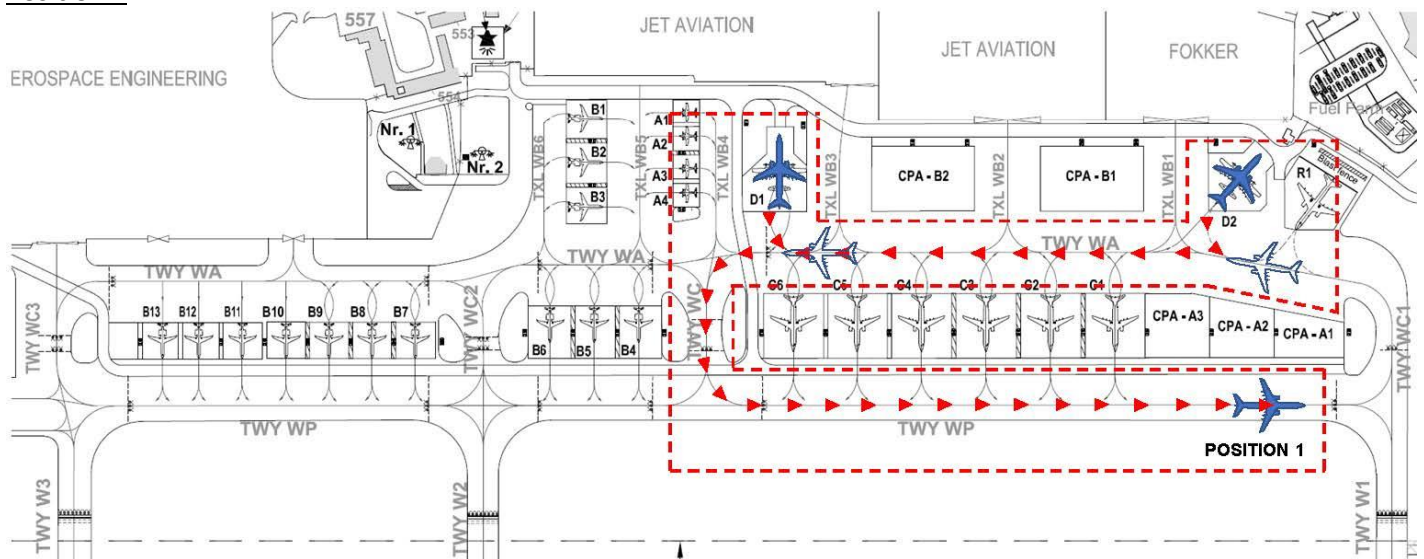 557
553
JET AVIATION
JET AVIATION
FOKKER
EROSPACE ENGINEERING
554
Fuel Farm
Nr. 1
Nr. 2
TXL WB6
B1
B2
B3
TXL WB5
A1
A2
A3
A4
TXL WB4
D1
TXL WB3
CPA - B2
TXL WB2
CPA - B1
TXL WB1
D2
R1
Blastfence
TWY WA
TWY WA
TWY WA
TWY WC3
B13
B12
B11
B10
B9
B8
B7
TWY WC2
B6
B5
B4
TWY WC
C6
C5
C4
C3
C2
C1
CPA - A3
CPA - A2
CPA - A1
TWY WC1
TWY WP
TWY WP
POSITION 1
TWY W3
TWY W2
TWY W1